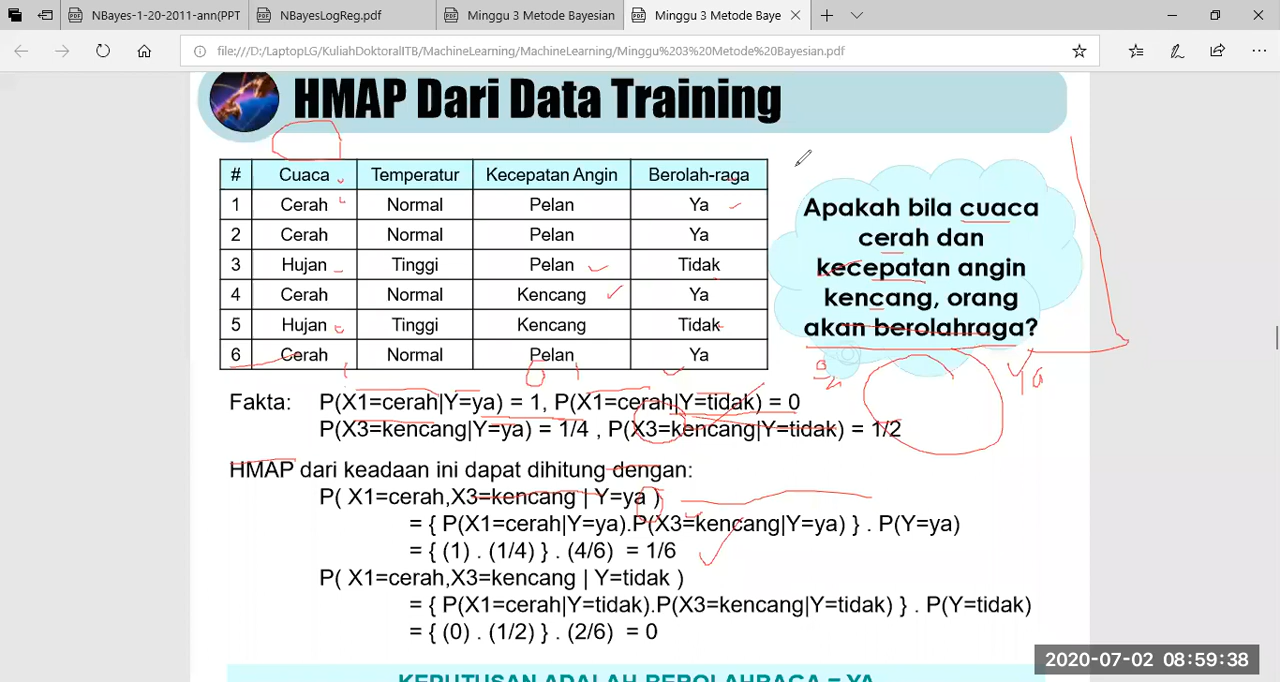 NBayes-1-20-2011-ann(PPT
NBayesLogReg.pdf
Minggu 3 Metode Bayesian
Minggu 3 Metode Baye
file:///D:/LaptopLG/KuliahDoktoralITB/MachineLearning/MachineLearning/Minggu%203%20Metode%20Bayesian.pdf
HMAP Dari Data Training
# Cuaca Temperatur Kecepatan Angin Berolah-raga
1 Cerah Normal Pelan Ya
2 Cerah Normal Pelan Ya
3 Hujan Tinggi Pelan Tidak
4 Cerah Normal Kencang Ya
5 Hujan Tinggi Kencang Tidak
6 Cerah Normal Pelan Ya
Apakah bila cuaca
cerah dan
kecepatan angin
kencang, orang
akan berolahraga?
Ya
Fakta: P(X1=cerah|Y=ya) = 1, P(X1=cerah|Y=tidak) = 0
P(X3=kencang|Y=ya) = 1/4 , P(X3=kencang|Y=tidak) = 1/2
HMAP dari keadaan ini dapat dihitung dengan:
P( X1=cerah,X3=kencang | Y=ya )
= { P(X1=cerah|Y=ya).P(X3=kencang|Y=ya) } . P(Y=ya)
= { (1) . (1/4) } . (4/6) = 1/6
P( X1=cerah,X3=kencang | Y=tidak )
= { P(X1=cerah|Y=tidak).P(X3=kencang|Y=tidak) } . P(Y=tidak)
= { (0) . (1/2) } . (2/6) = 0
KEPUTUSAN ADALAH BEROLAHRAGA = YA
2020-07-02 08:59:38